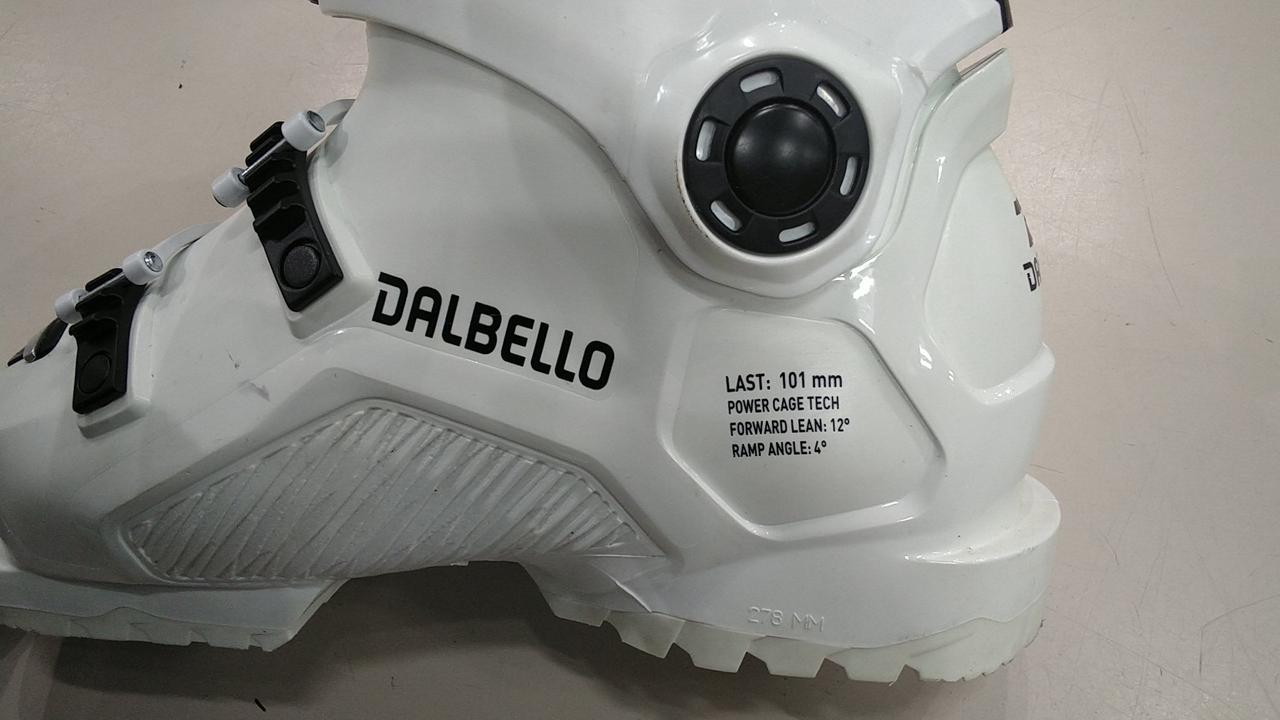 DALBELLO
LAST: 101 mm
POWER CAGE TECH
FORWARD LEAN: 12°
RAMP ANGLE: 4°
278 MM